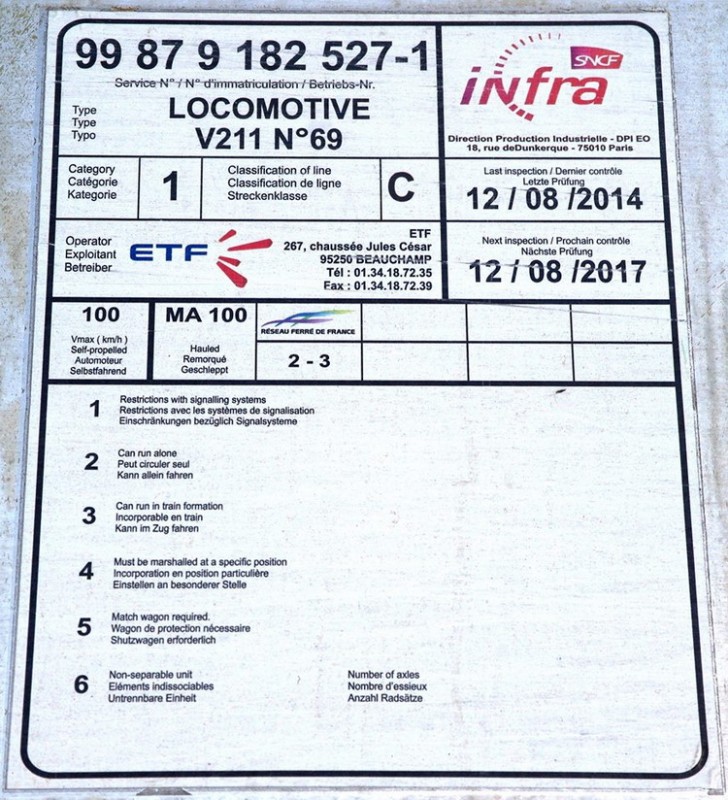 99 87 9 182 527-1
Service N° / N° d'immatriculation / Betriebs-Nr.
Type
Type
Typo
LOCOMOTIVE
V211 N°69
SNCF
infra
Direction Production Industrielle - DPI EO
18, rue deDunkerque - 75010 Paris
Category
Catégorie
Kategorie
1
Classification of line
Classification de ligne
Streckenklasse
C
Last inspection / Dernier contrôle
Letzte Prüfung
12 / 08 /2014
Operator
Exploitant
Betreiber
ETF
ETF
267, chaussée Jules César
95250 BEAUCHAMP
Tél : 01.34.18.72.35
Fax : 01.34.18.72.39
Next inspection / Prochain contrôle
Nächste Prüfung
12 / 08 /2017
100
Vmax ( km/h )
Self-propelled
Automoteur
Selbstfahrend
MA 100
Hauled
Remorqué
Geschleppt
RÉSEAU FERRÉ DE FRANCE
2 - 3
1
Restrictions with signalling systems
Restrictions avec les systèmes de signalisation
Einschränkungen bezüglich Signalsysteme
2
Can run alone
Peut circuler seul
Kann allein fahren
3
Can run in train formation
Incorporable en train
Kann im Zug fahren
4
Must be marshalled at a specific position
Incorporation en position particulière
Einstellen an besonderer Stelle
5
Match wagon required.
Wagon de protection nécessaire
Shutzwagen erforderlich
6
Non-separable unit
Eléments indissociables
Untrennbare Einheit
Number of axles
Nombre d'essieux
Anzahl Radsätze